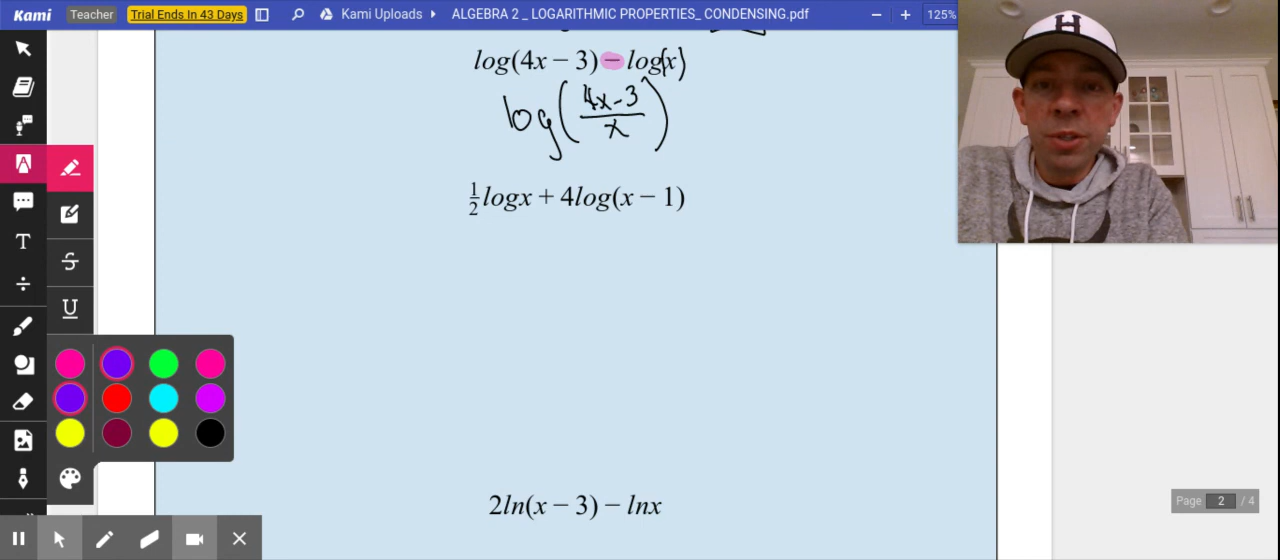 Kami Teacher Trial Ends In 43 Days Kami Uploads ALGEBRA 2 _ LOGARITHMIC PROPERTIES_ CONDENSING.pdf 125%
log(4x − 3) − log(x)
log((4x-3)/x)
½logx + 4log(x − 1)
2ln(x − 3) − lnx
Page 2 / 4
H
A
S
T
U